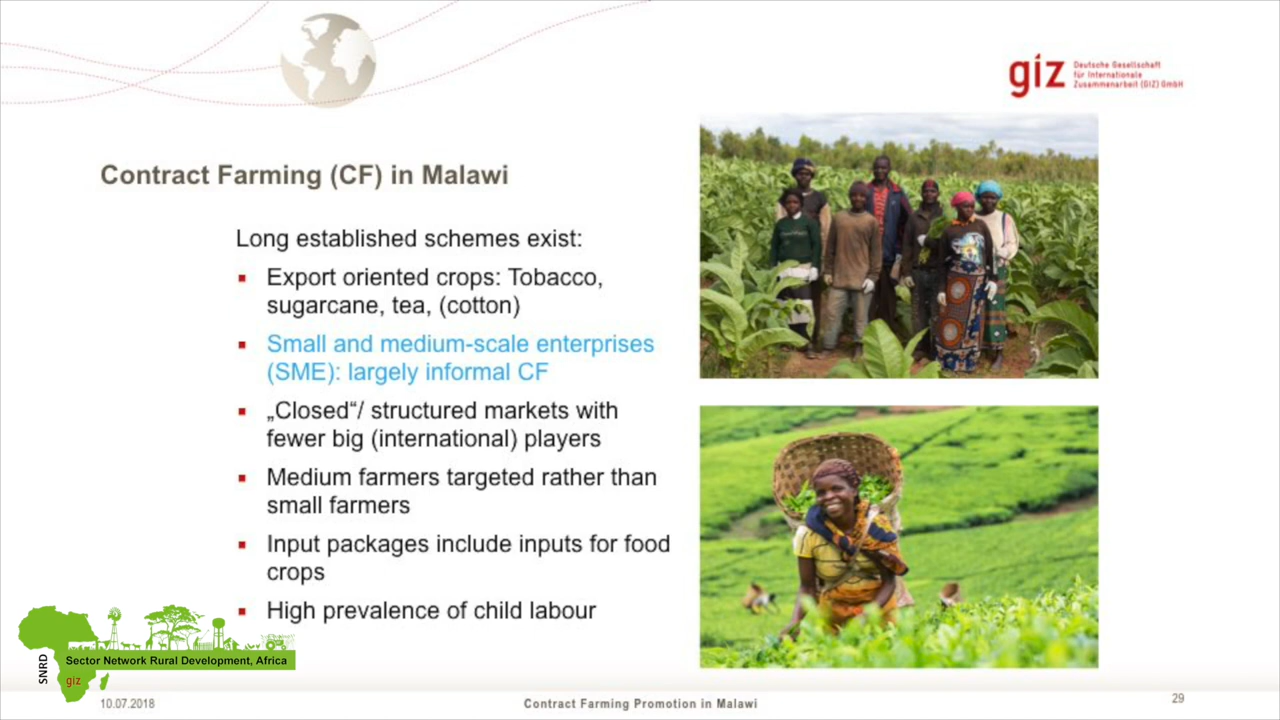 giz
Deutsche Gesellschaft
für Internationale
Zusammenarbeit (GIZ) GmbH
Contract Farming (CF) in Malawi
Long established schemes exist:
▪ Export oriented crops: Tobacco,
sugarcane, tea, (cotton)
▪ Small and medium-scale enterprises
(SME): largely informal CF
▪ „Closed“/ structured markets with
fewer big (international) players
▪ Medium farmers targeted rather than
small farmers
▪ Input packages include inputs for food
crops
▪ High prevalence of child labour
SNRD
Sector Network Rural Development, Africa
giz
10.07.2018
Contract Farming Promotion in Malawi
29